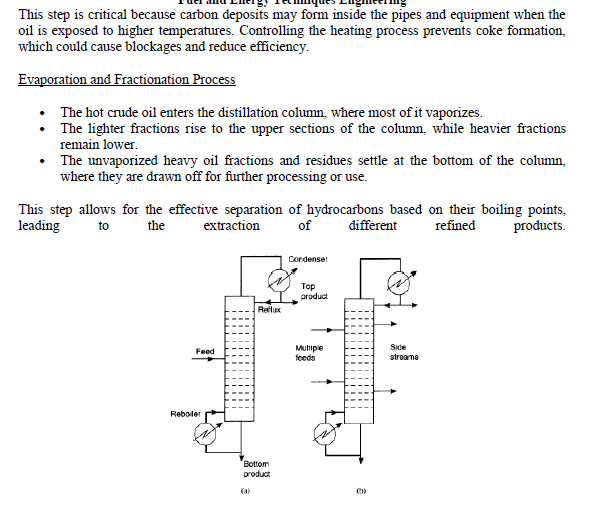 Fuel and Energy Techniques Engineering
This step is critical because carbon deposits may form inside the pipes and equipment when the
oil is exposed to higher temperatures. Controlling the heating process prevents coke formation,
which could cause blockages and reduce efficiency.
Evaporation and Fractionation Process
• The hot crude oil enters the distillation column, where most of it vaporizes.
• The lighter fractions rise to the upper sections of the column, while heavier fractions
remain lower.
• The unvaporized heavy oil fractions and residues settle at the bottom of the column,
where they are drawn off for further processing or use.
This step allows for the effective separation of hydrocarbons based on their boiling points,
leading to the extraction of different refined products.
Condenser
Top
product
Reflux
Feed
Multiple
feeds
Side
streams
Reboiler
Bottom
product
(a)
(b)